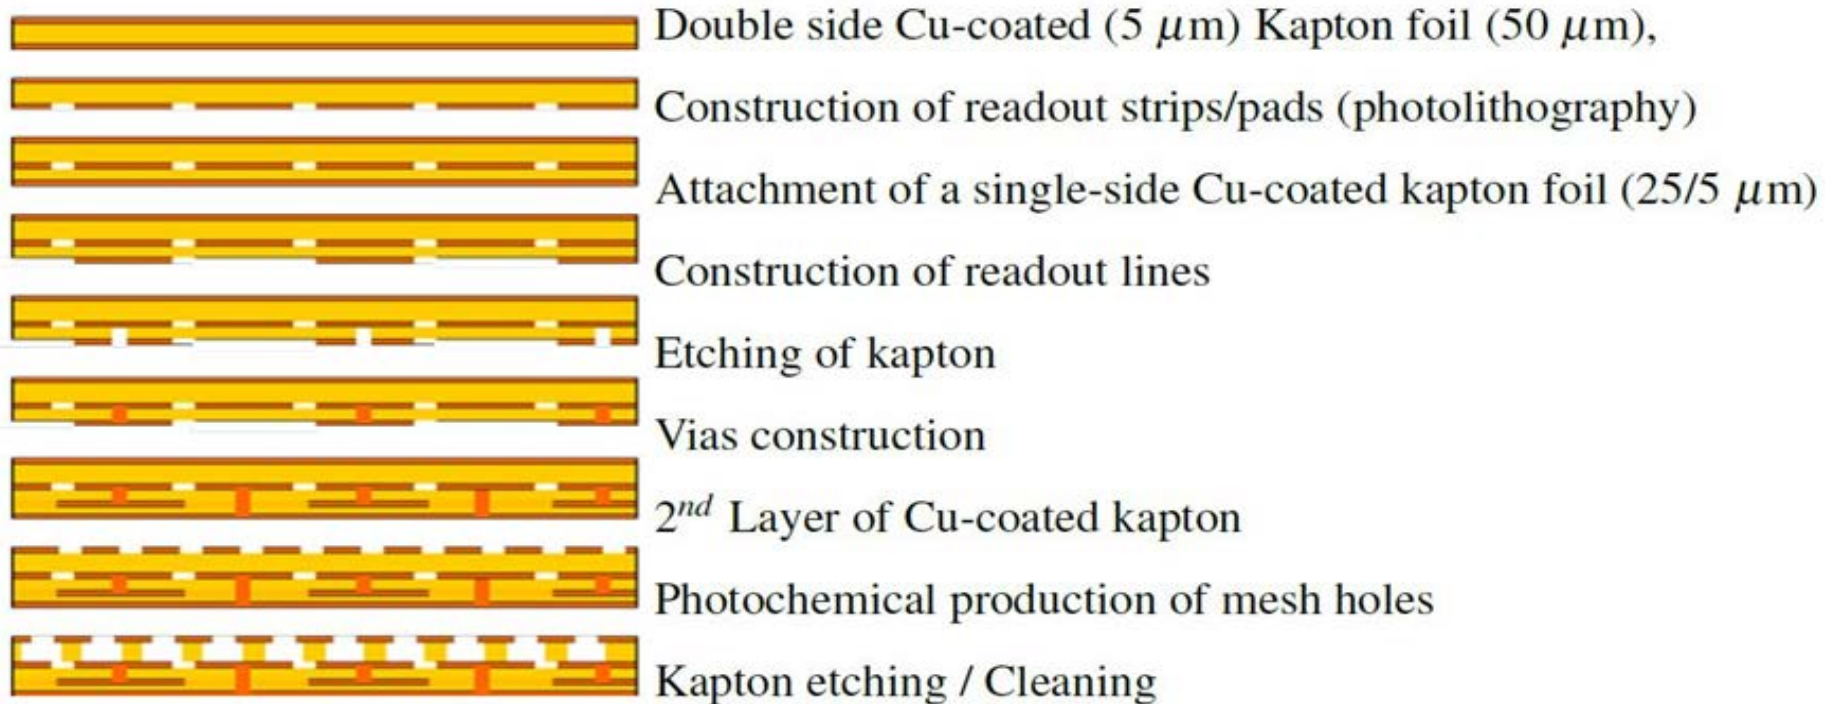 Double side Cu-coated (5 μm) Kapton foil (50 μm),
Construction of readout strips/pads (photolithography)
Attachment of a single-side Cu-coated kapton foil (25/5 μm)
Construction of readout lines
Etching of kapton
Vias construction
2nd Layer of Cu-coated kapton
Photochemical production of mesh holes
Kapton etching / Cleaning